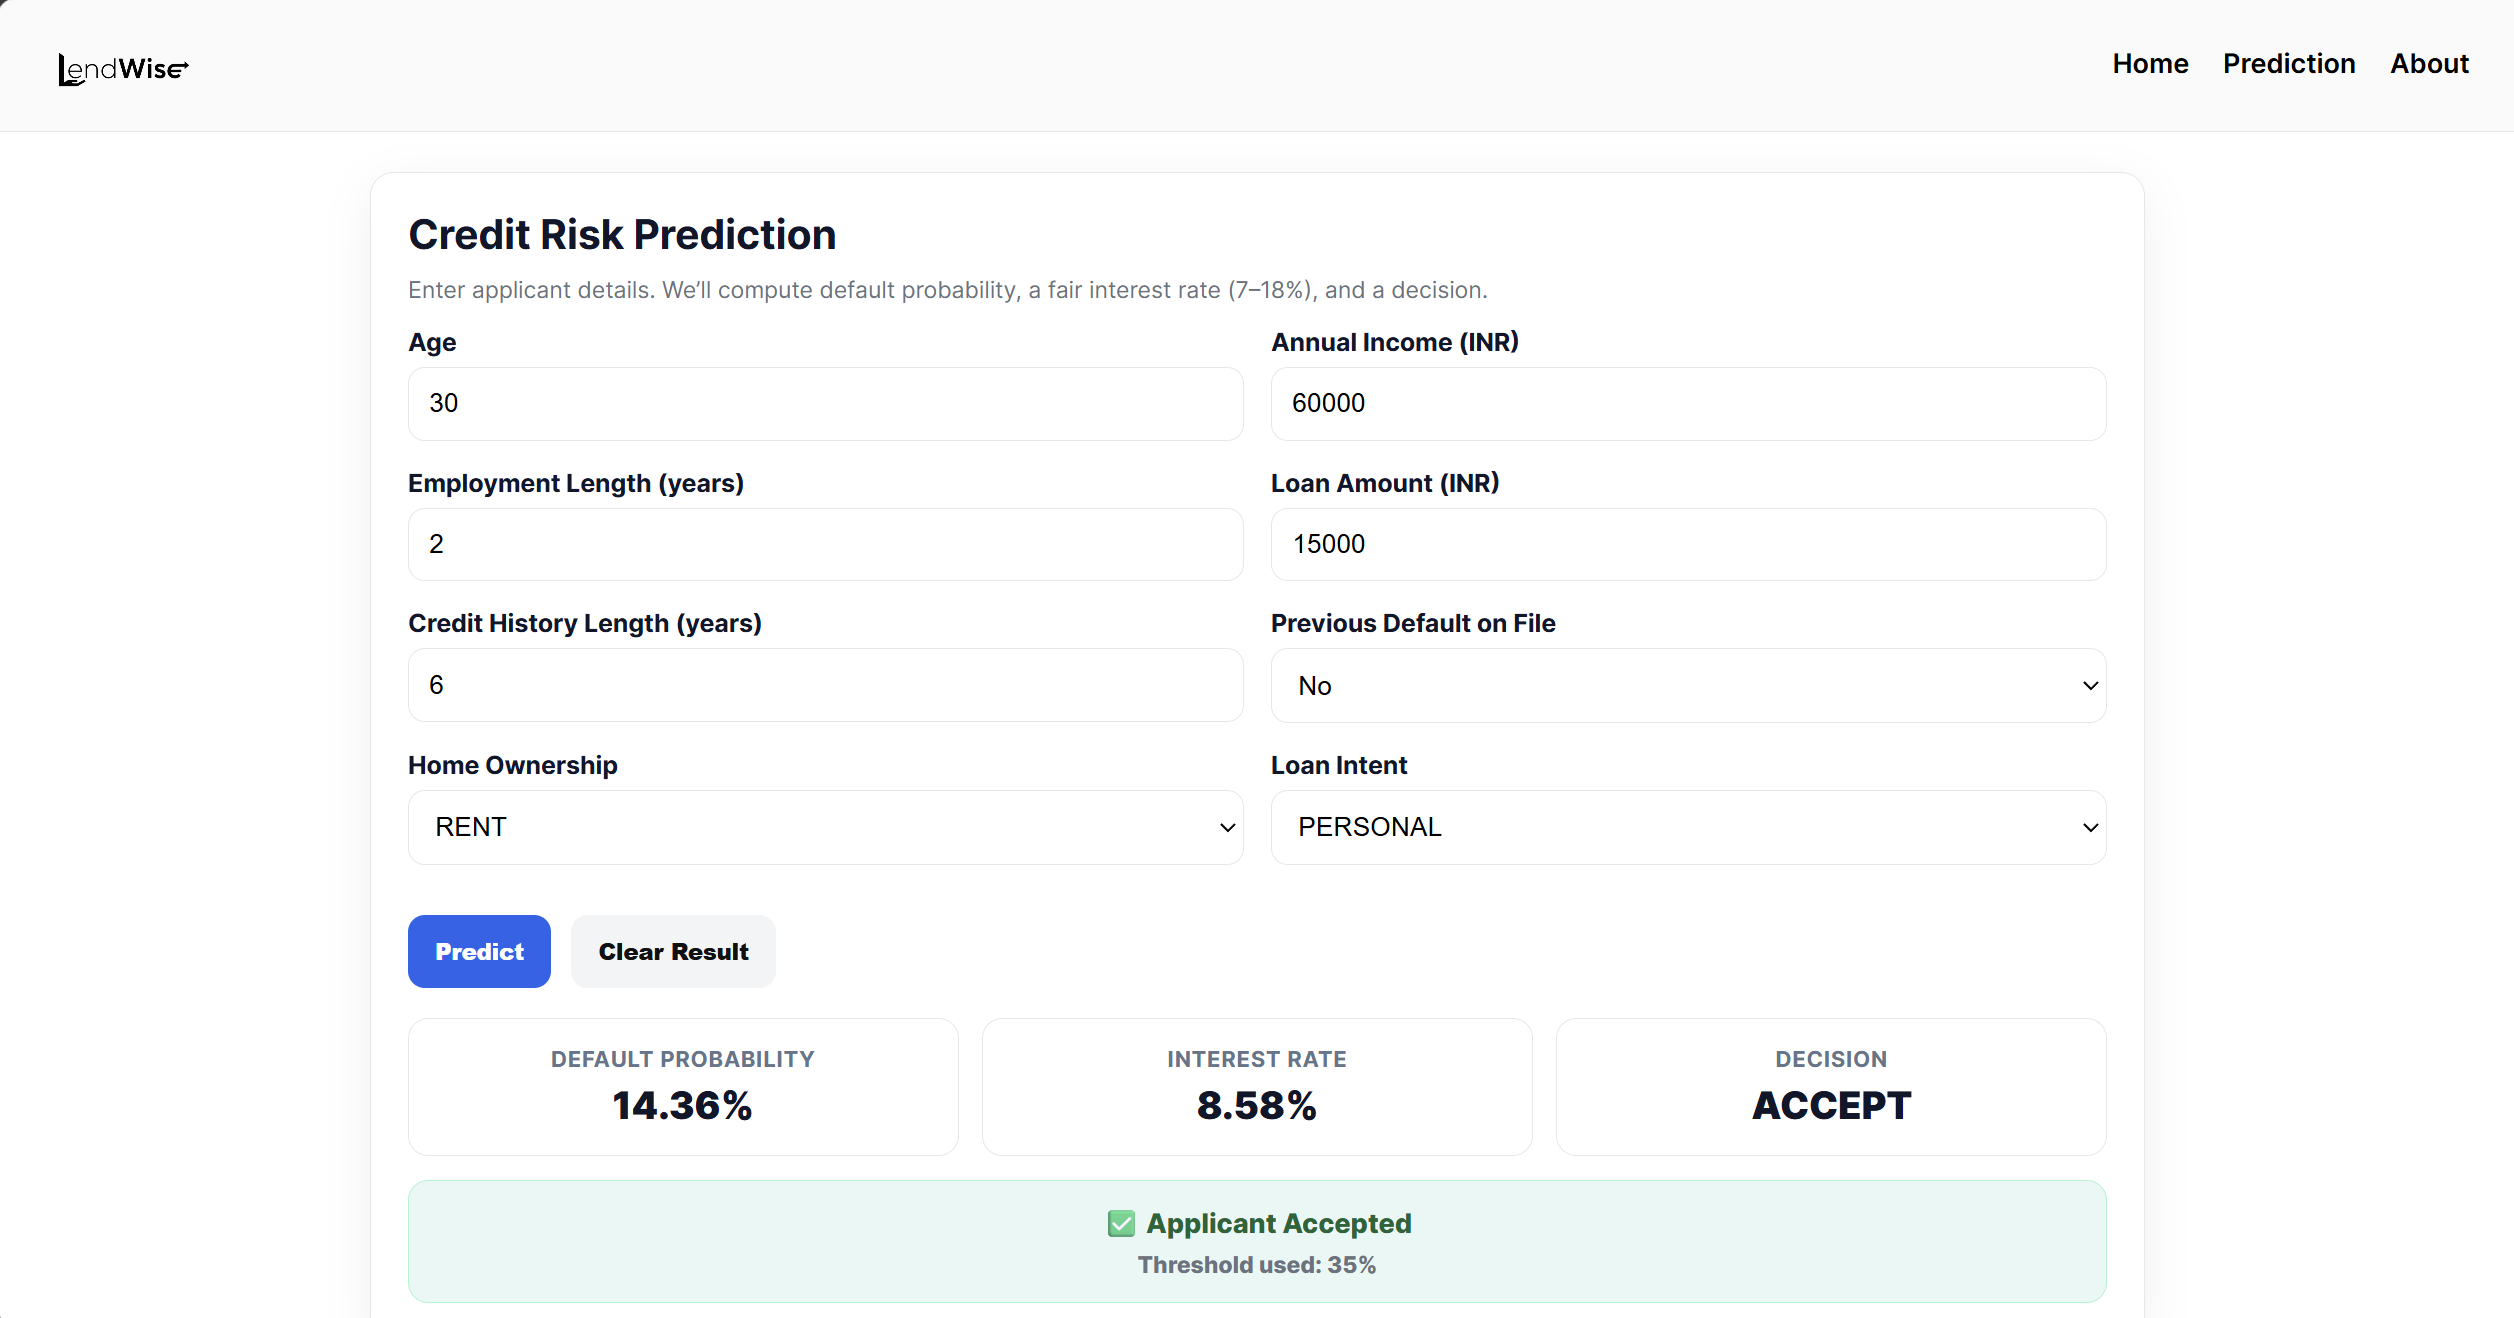 LendWise
Home Prediction About
Credit Risk Prediction
Enter applicant details. We’ll compute default probability, a fair interest rate (7–18%), and a decision.
Age
30
Annual Income (INR)
60000
Employment Length (years)
2
Loan Amount (INR)
15000
Credit History Length (years)
6
Previous Default on File
No
Home Ownership
RENT
Loan Intent
PERSONAL
Predict
Clear Result
DEFAULT PROBABILITY
14.36%
INTEREST RATE
8.58%
DECISION
ACCEPT
✅ Applicant Accepted
Threshold used: 35%